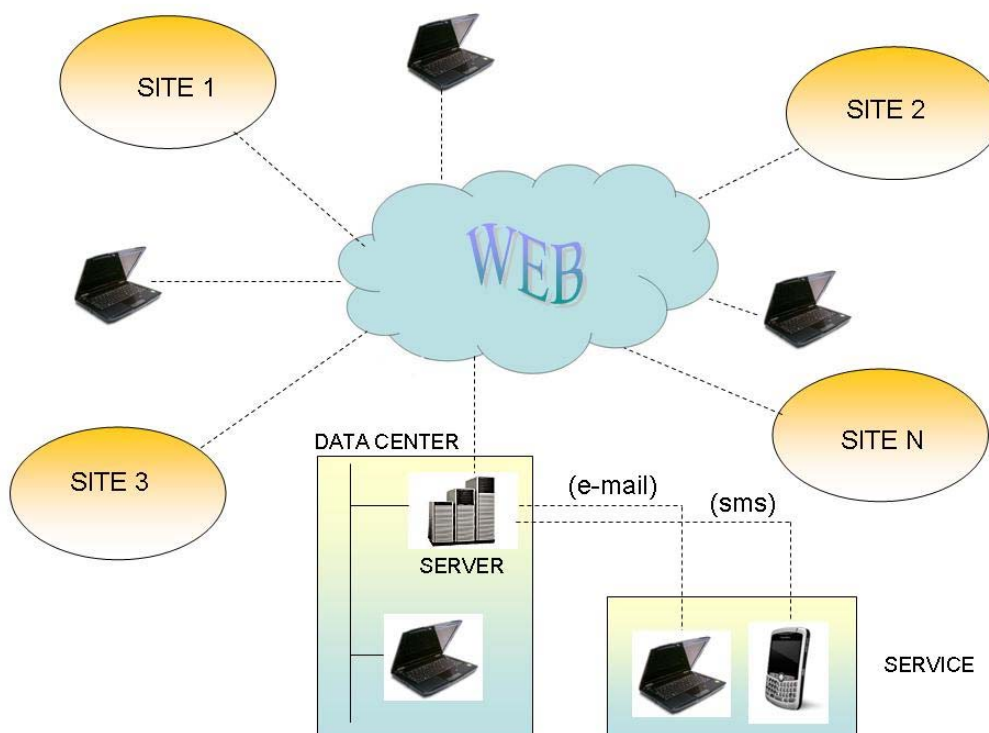 SITE 1
SITE 2
WEB
SITE 3
SITE N
DATA CENTER
(e-mail)
(sms)
SERVER
SERVICE